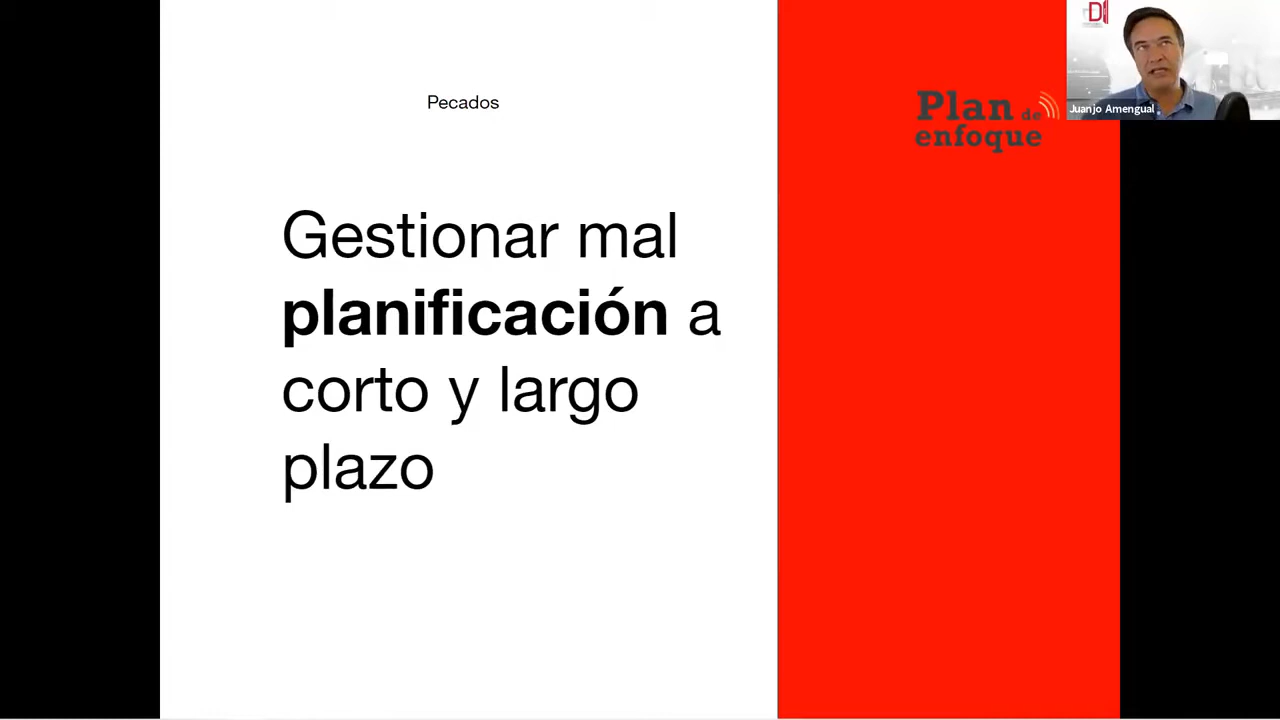 Pecados
Gestionar mal
planificación a
corto y largo
plazo
Plan de
enfoque
D
Juanjo Amengual